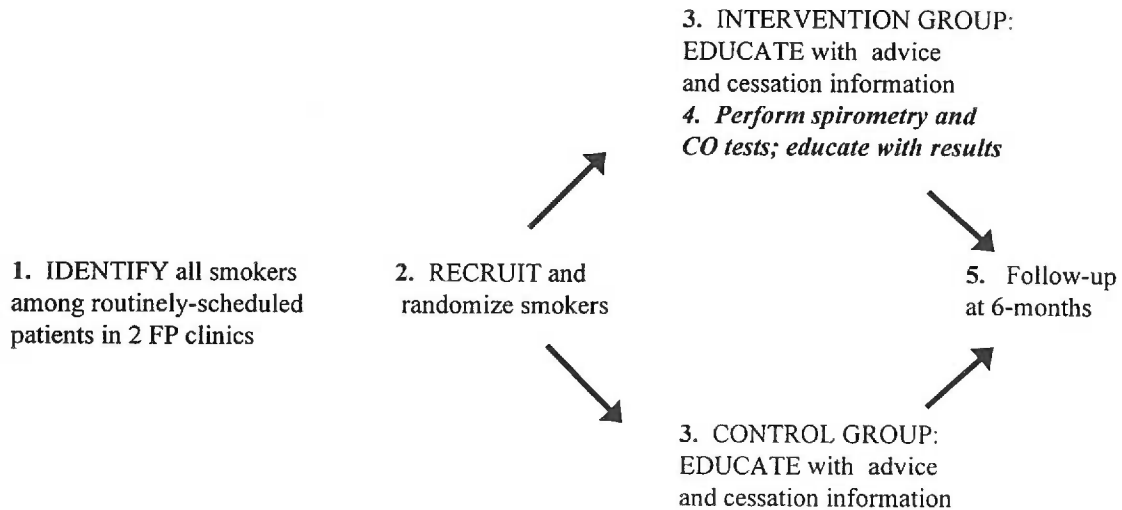 1. IDENTIFY all smokers
among routinely-scheduled
patients in 2 FP clinics
2. RECRUIT and
randomize smokers
3. INTERVENTION GROUP:
EDUCATE with advice
and cessation information
4. Perform spirometry and
CO tests; educate with results
3. CONTROL GROUP:
EDUCATE with advice
and cessation information
5. Follow-up
at 6-months